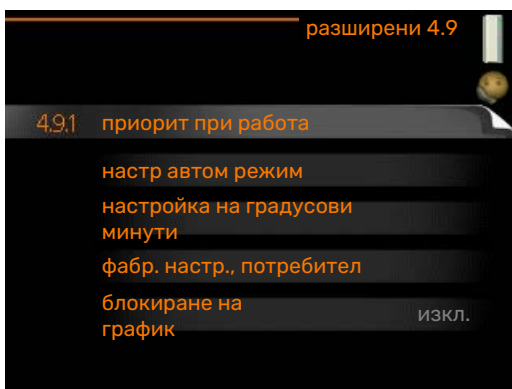 разширени 4.9
4.9.1 приорит при работа
настр автом режим
настройка на градусови
минути
фабр. настр., потребител
блокиране на
график
изкл.